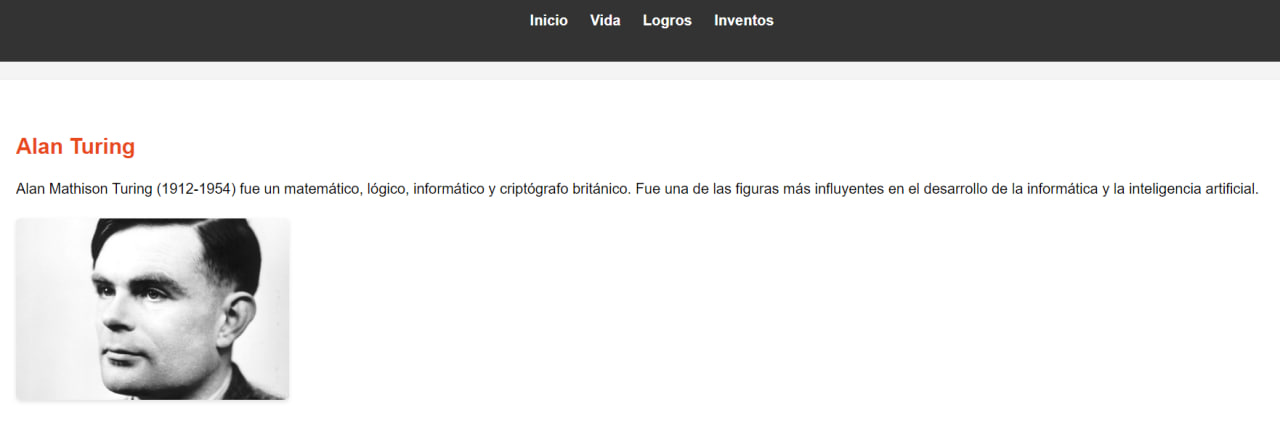 Inicio Vida Logros Inventos
Alan Turing
Alan Mathison Turing (1912-1954) fue un matemático, lógico, informático y criptógrafo británico. Fue una de las figuras más influyentes en el desarrollo de la informática y la inteligencia artificial.